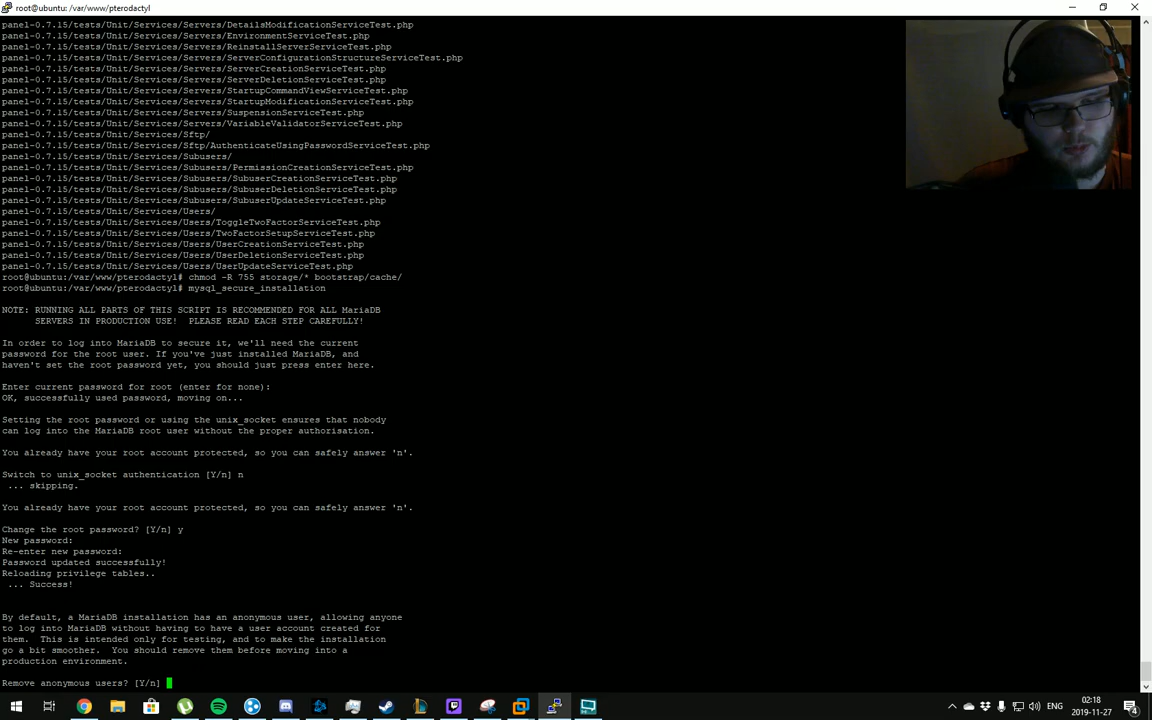 root@ubuntu: /var/www/pterodactyl
panel-0.7.15/tests/Unit/Services/Servers/DetailsModificationServiceTest.php
panel-0.7.15/tests/Unit/Services/Servers/EnvironmentServiceTest.php
panel-0.7.15/tests/Unit/Services/Servers/ReinstallServerServiceTest.php
panel-0.7.15/tests/Unit/Services/Servers/ServerConfigurationStructureServiceTest.php
panel-0.7.15/tests/Unit/Services/Servers/ServerCreationServiceTest.php
panel-0.7.15/tests/Unit/Services/Servers/ServerDeletionServiceTest.php
panel-0.7.15/tests/Unit/Services/Servers/StartupCommandViewServiceTest.php
panel-0.7.15/tests/Unit/Services/Servers/StartupModificationServiceTest.php
panel-0.7.15/tests/Unit/Services/Servers/SuspensionServiceTest.php
panel-0.7.15/tests/Unit/Services/Servers/VariableValidatorServiceTest.php
panel-0.7.15/tests/Unit/Services/Sftp/
panel-0.7.15/tests/Unit/Services/Sftp/AuthenticateUsingPasswordServiceTest.php
panel-0.7.15/tests/Unit/Services/Subusers/
panel-0.7.15/tests/Unit/Services/Subusers/PermissionCreationServiceTest.php
panel-0.7.15/tests/Unit/Services/Subusers/SubuserCreationServiceTest.php
panel-0.7.15/tests/Unit/Services/Subusers/SubuserDeletionServiceTest.php
panel-0.7.15/tests/Unit/Services/Subusers/SubuserUpdateServiceTest.php
panel-0.7.15/tests/Unit/Services/Users/
panel-0.7.15/tests/Unit/Services/Users/ToggleTwoFactorServiceTest.php
panel-0.7.15/tests/Unit/Services/Users/TwoFactorSetupServiceTest.php
panel-0.7.15/tests/Unit/Services/Users/UserCreationServiceTest.php
panel-0.7.15/tests/Unit/Services/Users/UserDeletionServiceTest.php
panel-0.7.15/tests/Unit/Services/Users/UserUpdateServiceTest.php
root@ubuntu:/var/www/pterodactyl# chmod -R 755 storage/* bootstrap/cache/
root@ubuntu:/var/www/pterodactyl# mysql_secure_installation
NOTE: RUNNING ALL PARTS OF THIS SCRIPT IS RECOMMENDED FOR ALL MariaDB
SERVERS IN PRODUCTION USE!  PLEASE READ EACH STEP CAREFULLY!
In order to log into MariaDB to secure it, we'll need the current
password for the root user. If you've just installed MariaDB, and
haven't set the root password yet, you should just press enter here.
Enter current password for root (enter for none):
OK, successfully used password, moving on...
Setting the root password or using the unix_socket ensures that nobody
can log into the MariaDB root user without the proper authorisation.
You already have your root account protected, so you can safely answer 'n'.
Switch to unix_socket authentication [Y/n] n
... skipping.
You already have your root account protected, so you can safely answer 'n'.
Change the root password? [Y/n] y
New password:
Re-enter new password:
Password updated successfully!
Reloading privilege tables..
... Success!
By default, a MariaDB installation has an anonymous user, allowing anyone
to log into MariaDB without having to have a user account created for
them.  This is intended only for testing, and to make the installation
go a bit smoother.  You should remove them before moving into a
production environment.
Remove anonymous users? [Y/n]
ENG
02:18
2019-11-27
4